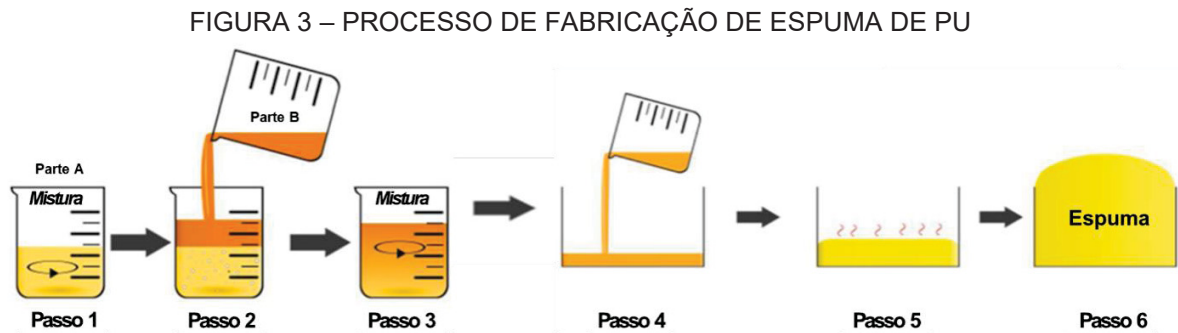 FIGURA 3 – PROCESSO DE FABRICAÇÃO DE ESPUMA DE PU
Parte B
Parte A
Mistura
Mistura
Mistura
Espuma
Passo 1
Passo 2
Passo 3
Passo 4
Passo 5
Passo 6